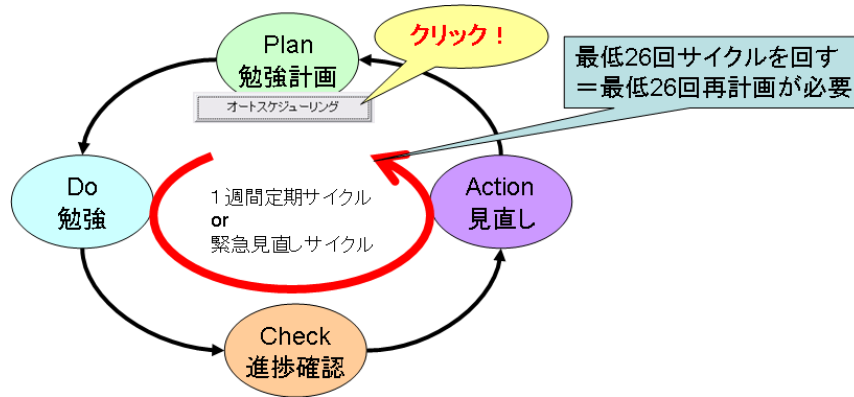 Plan
勉強計画
クリック！
オートスケジューリング
最低26回サイクルを回す
＝最低26回再計画が必要
Do
勉強
１週間定期サイクル
or
緊急見直しサイクル
Action
見直し
Check
進捗確認